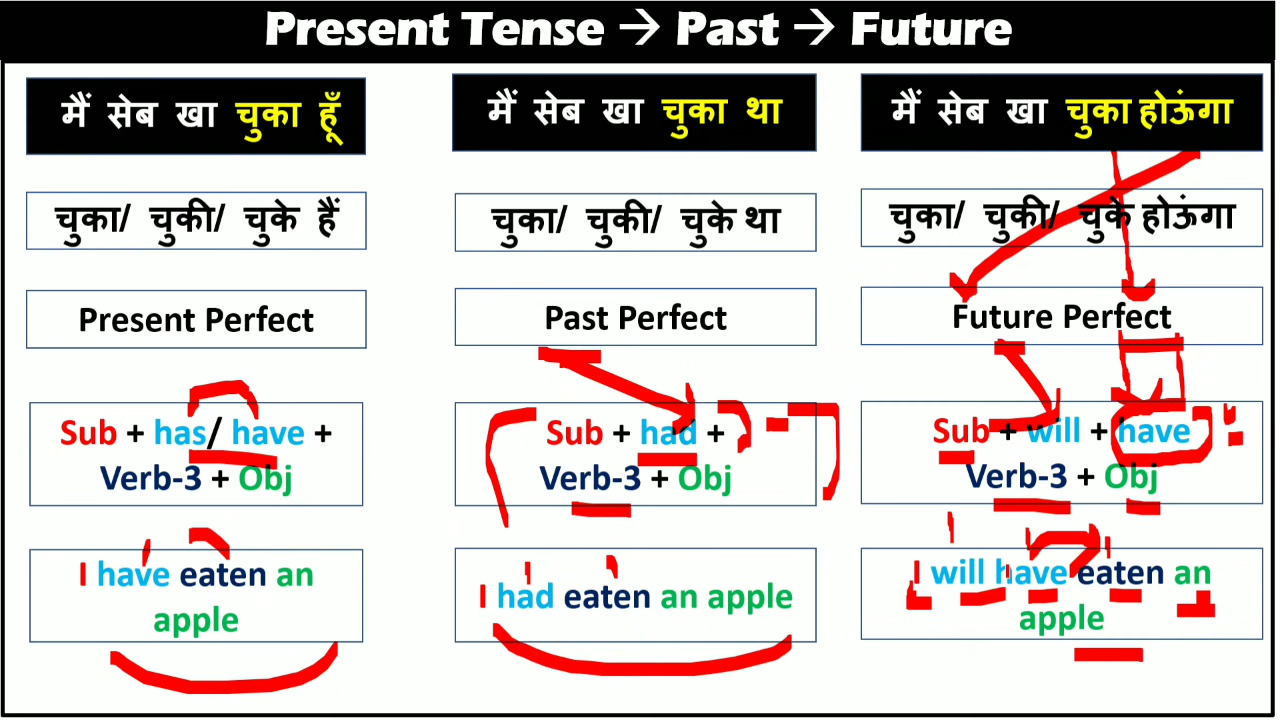 Present Tense → Past → Future
मैं सेब खा चुका हूँ
चुका/ चुकी/ चुके हैं
Present Perfect
Sub + has/ have +
Verb-3 + Obj
I have eaten an
apple
मैं सेब खा चुका था
चुका/ चुकी/ चुके था
Past Perfect
Sub + had +
Verb-3 + Obj
I had eaten an apple
मैं सेब खा चुका होऊंगा
चुका/ चुकी/ चुके होऊंगा
Future Perfect
Sub + will + have
Verb-3 + Obj
I will have eaten an
apple